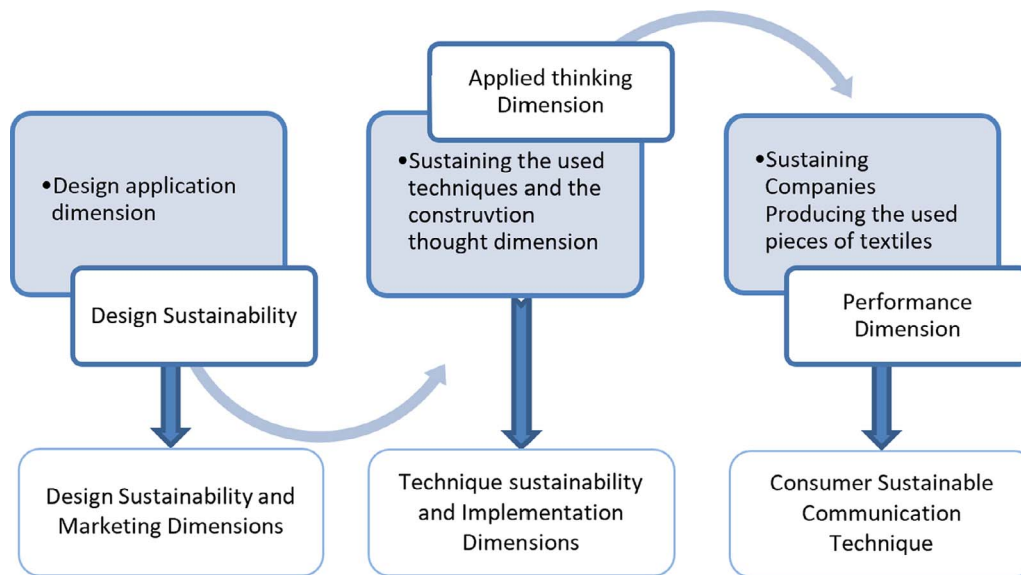 Applied thinking
Dimension
•Design application
dimension
•Sustaining the used
techniques and the
construvtion
thought dimension
•Sustaining
Companies
Producing the used
pieces of textiles
Design Sustainability
Performance
Dimension
Design Sustainability and
Marketing Dimensions
Technique sustainability
and Implementation
Dimensions
Consumer Sustainable
Communication
Technique